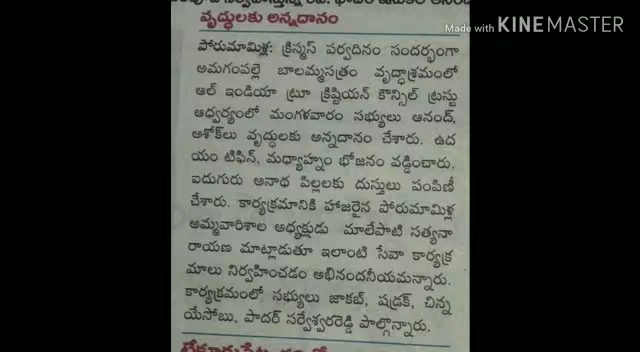 Made with KINEMASTER
వృద్ధులకు అన్నదానం
పోరుమామిళ్ల: క్రిస్మస్ పర్వదినం సందర్భంగా
అమగంపల్లె బాలమ్మసత్రం వృద్ధాశ్రమంలో
ఆల్ ఇండియా ట్రూ క్రిష్టియన్ కౌన్సిల్ ట్రస్టు
ఆధ్వర్యంలో మంగళవారం సభ్యులు ఆనంద్,
అశోక్‌లు వృద్ధులకు అన్నదానం చేశారు. ఉద
యం టిఫిన్, మధ్యాహ్నం భోజనం వడ్డించారు.
ఐదుగురు అనాథ పిల్లలకు దుస్తులు పంపిణీ
చేశారు. కార్యక్రమానికి హాజరైన పోరుమామిళ్ల
అమ్మవారిశాల అధ్యక్షుడు మాలేపాటి సత్యనా
రాయణ మాట్లాడుతూ ఇలాంటి సేవా కార్యక్ర
మాలు నిర్వహించడం అభినందనీయమన్నారు.
కార్యక్రమంలో సభ్యులు జాకబ్, షడ్రక్, చిన్న
యేసోబు, పాదర్ సర్వేశ్వరరెడ్డి పాల్గొన్నారు.